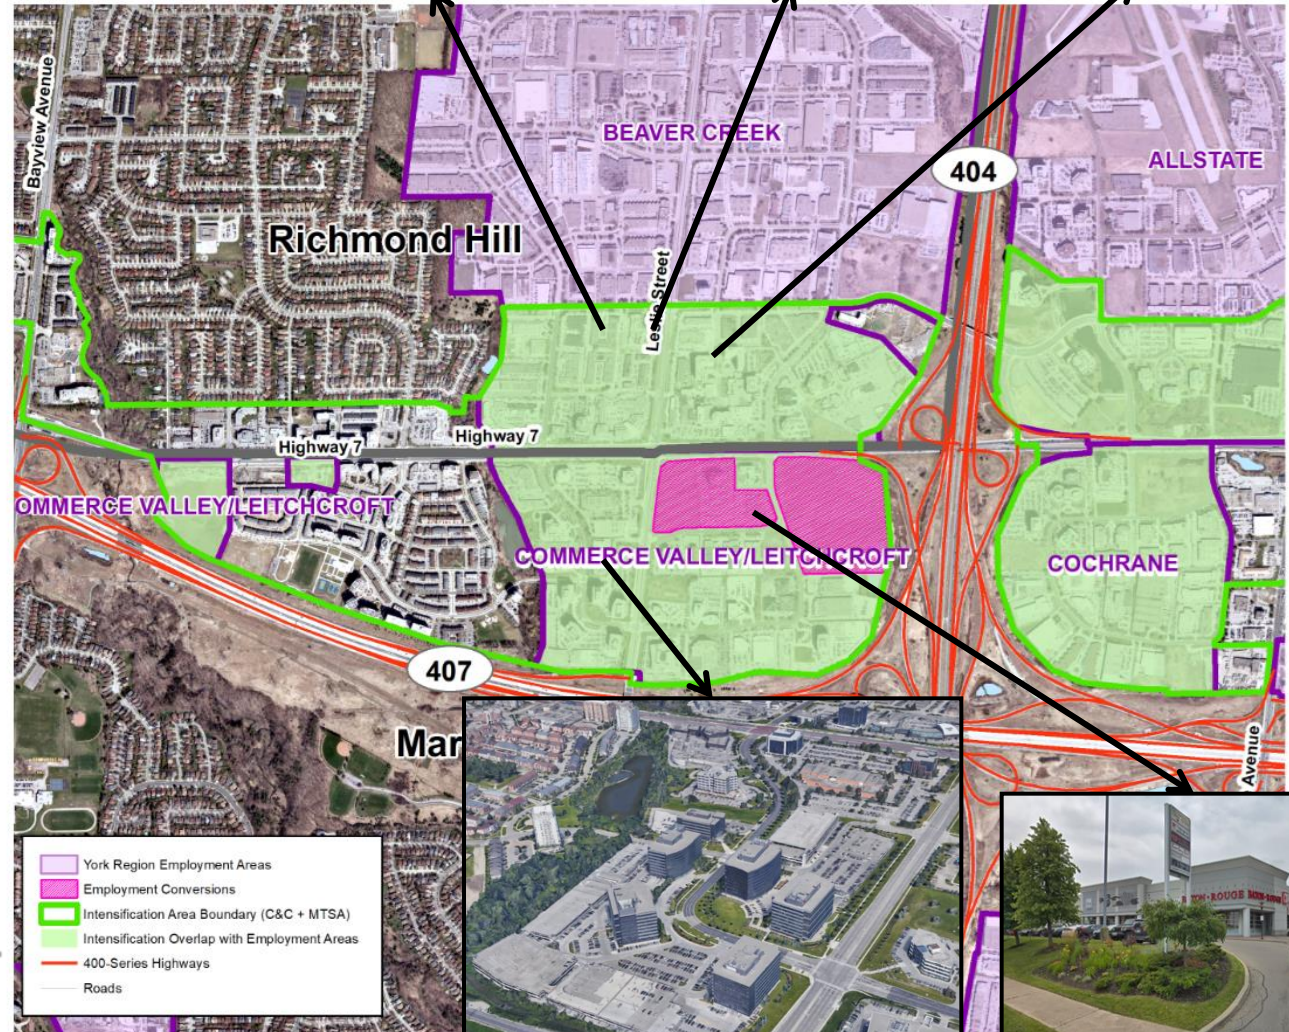 Bayview Avenue
BEAVER CREEK
ALLSTATE
404
Richmond Hill
Leslie Street
Highway 7
Highway 7
OMMERCE VALLEY/LEITCHCROFT
COMMERCE VALLEY/LEITCHCROFT
COCHRANE
407
Mar
Avenue
York Region Employment Areas
Employment Conversions
Intensification Area Boundary (C&C + MTSA)
Intensification Overlap with Employment Areas
400-Series Highways
Roads